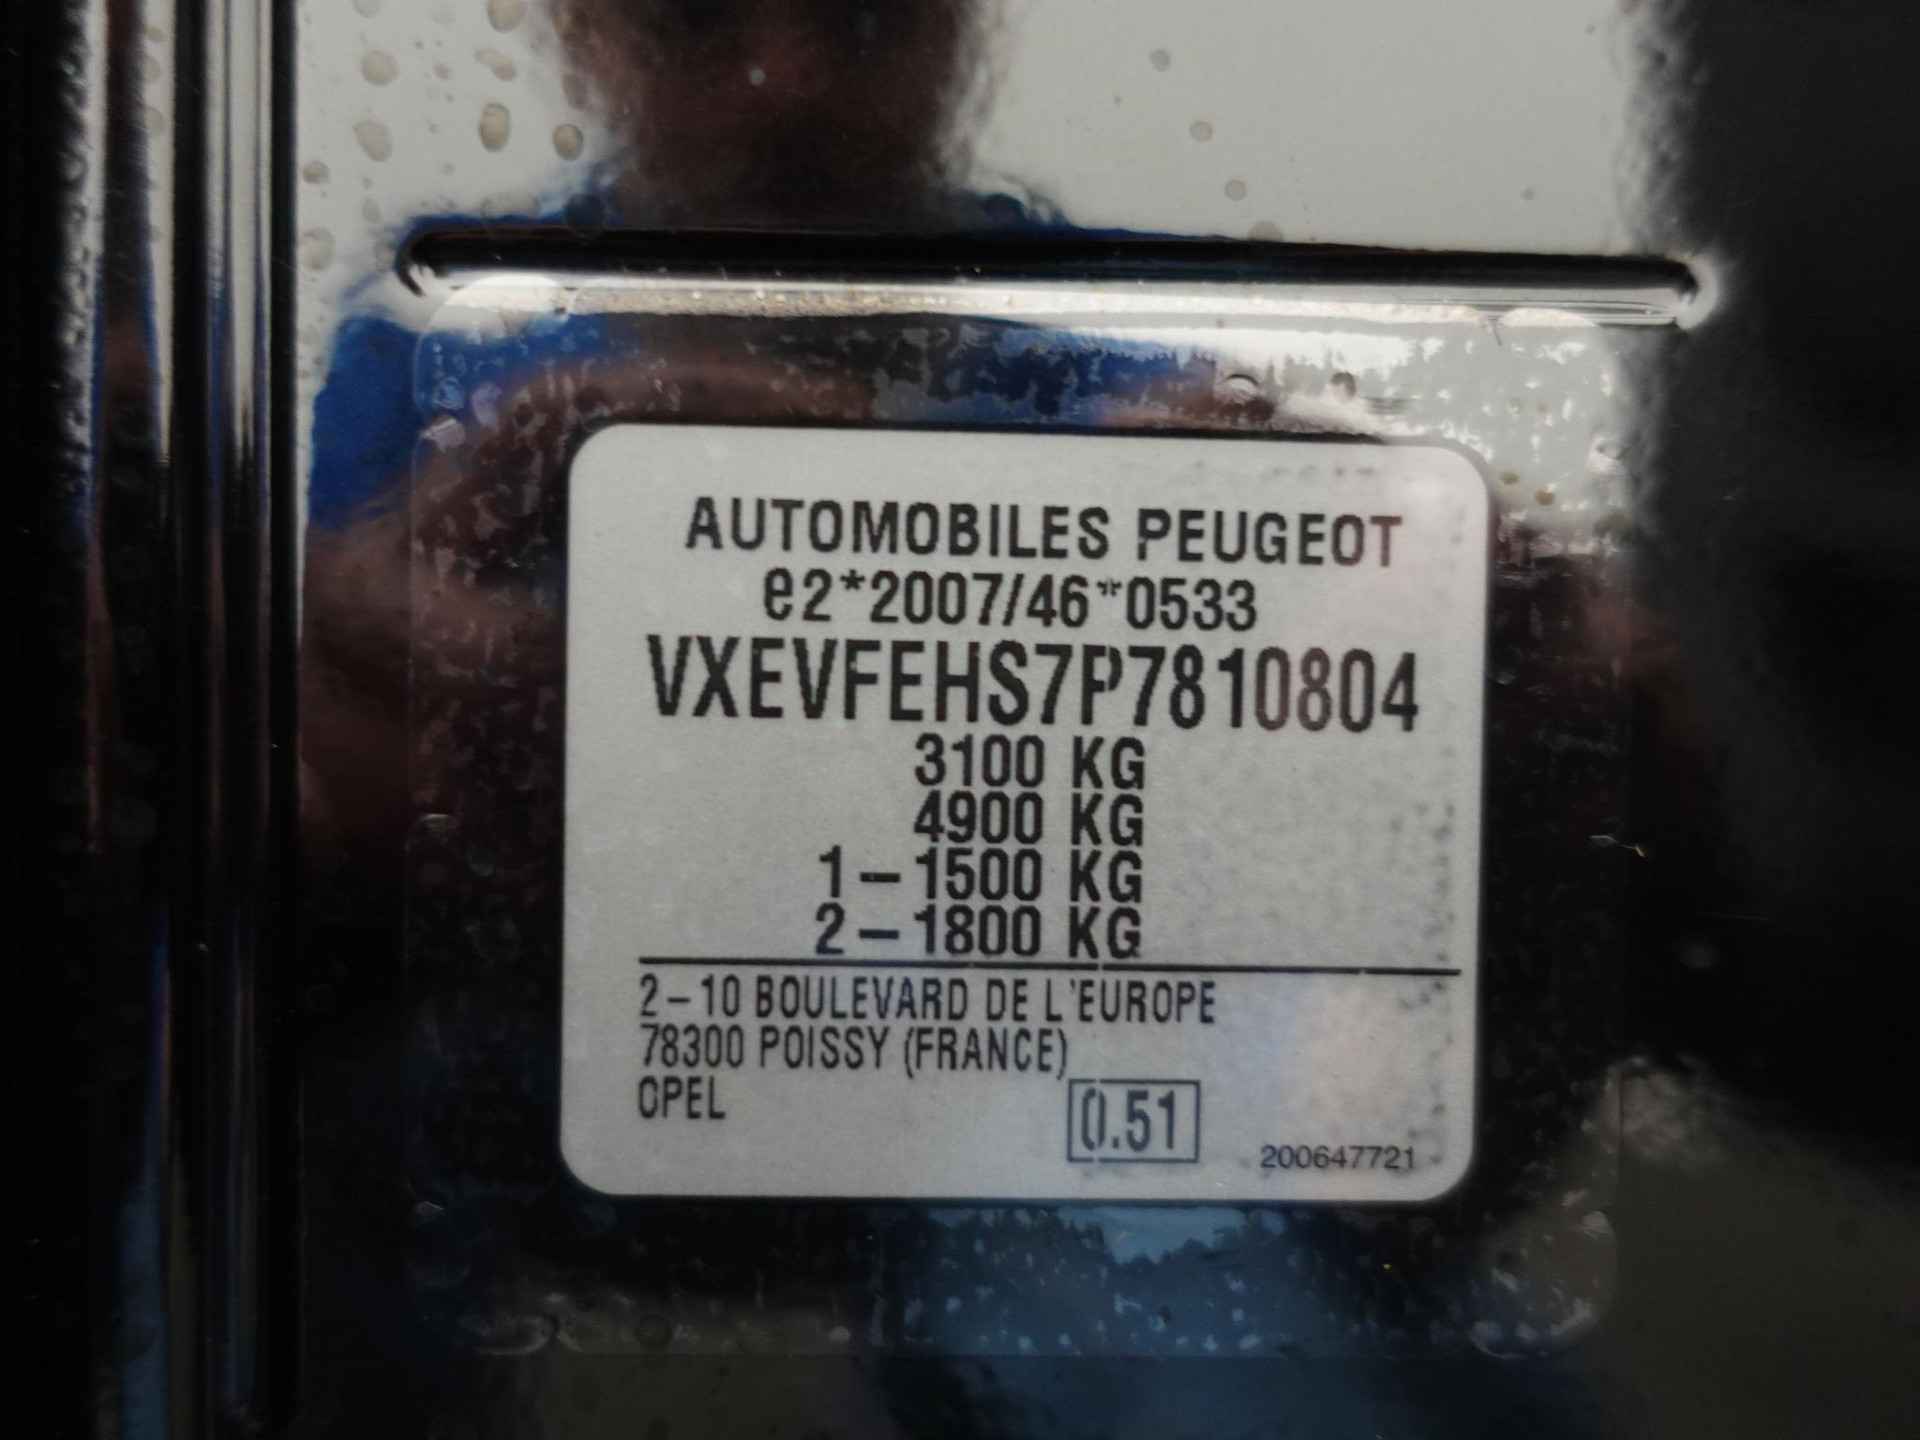 AUTOMOBILES PEUGEOT
e2*2007/46*0533
VXEVFEHS7P7810804
3100 KG
4900 KG
1-1500 KG
2-1800 KG
2-10 BOULEVARD DE L'EUROPE
78300 POISSY (FRANCE)
OPEL
0.51
200647721